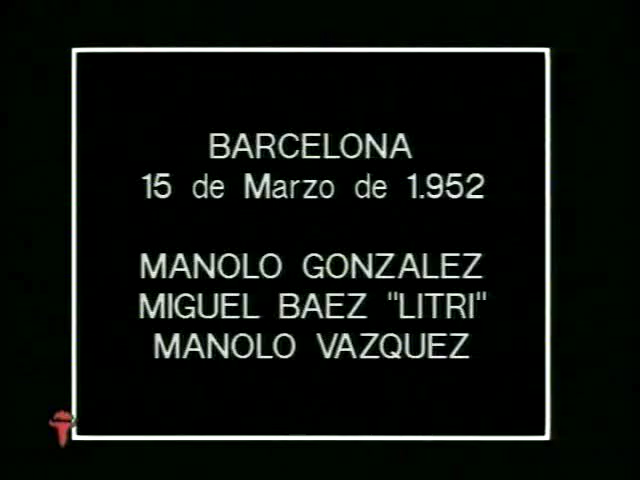 BARCELONA
15 de Marzo de 1.952
MANOLO GONZALEZ
MIGUEL BAEZ "LITRI"
MANOLO VAZQUEZ